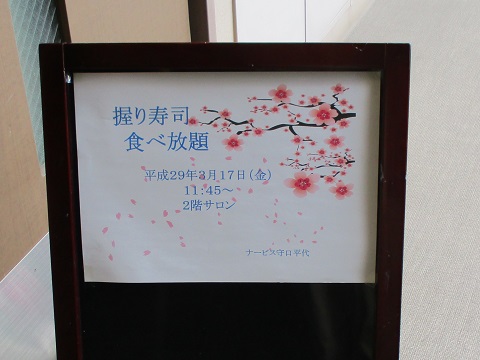 握り寿司
食べ放題
平成29年3月17日(金)
11:45~
2階サロン
ナービス守口平代